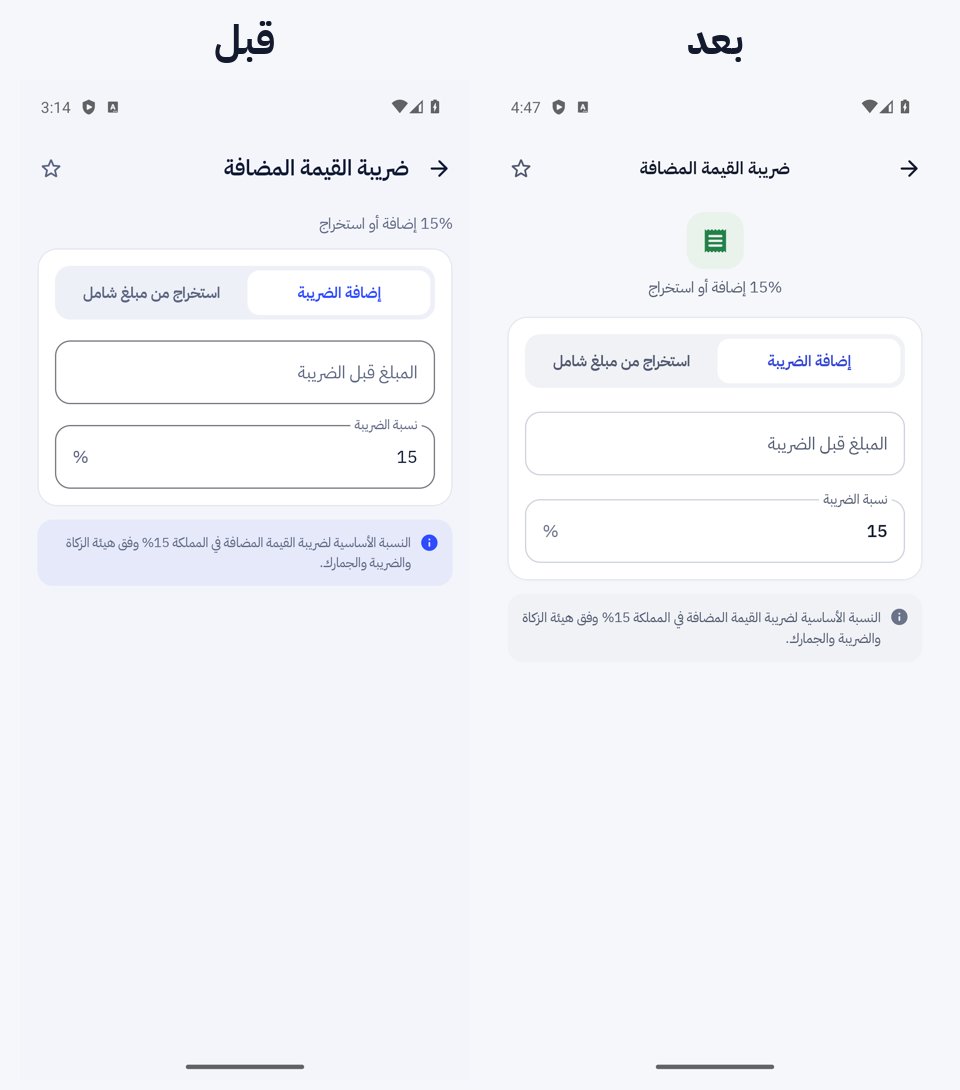 قبل
3:14
ضريبة القيمة المضافة
15% إضافة أو استخراج
إضافة الضريبة
استخراج من مبلغ شامل
المبلغ قبل الضريبة
نسبة الضريبة
15
%
النسبة الأساسية لضريبة القيمة المضافة في المملكة 15% وفق هيئة الزكاة
والضريبة والجمارك.
بعد
4:47
ضريبة القيمة المضافة
15% إضافة أو استخراج
إضافة الضريبة
استخراج من مبلغ شامل
المبلغ قبل الضريبة
نسبة الضريبة
15
%
النسبة الأساسية لضريبة القيمة المضافة في المملكة 15% وفق هيئة الزكاة
والضريبة والجمارك.